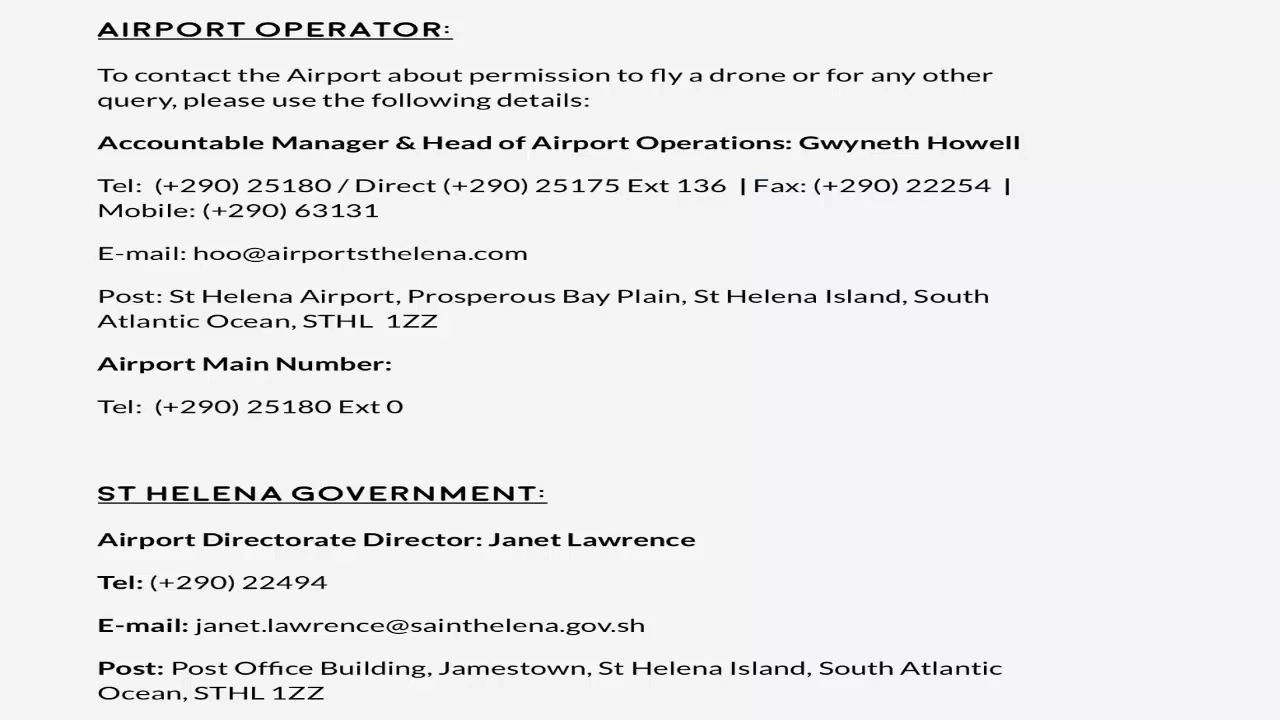 AIRPORT OPERATOR:
To contact the Airport about permission to fly a drone or for any other
query, please use the following details:
Accountable Manager & Head of Airport Operations: Gwyneth Howell
Tel:  (+290) 25180 / Direct (+290) 25175 Ext 136  | Fax: (+290) 22254  |
Mobile: (+290) 63131
E-mail: hoo@airportsthelena.com
Post: St Helena Airport, Prosperous Bay Plain, St Helena Island, South
Atlantic Ocean, STHL  1ZZ
Airport Main Number:
Tel:  (+290) 25180 Ext 0
ST HELENA GOVERNMENT:
Airport Directorate Director: Janet Lawrence
Tel: (+290) 22494
E-mail: janet.lawrence@sainthelena.gov.sh
Post: Post Office Building, Jamestown, St Helena Island, South Atlantic
Ocean, STHL 1ZZ